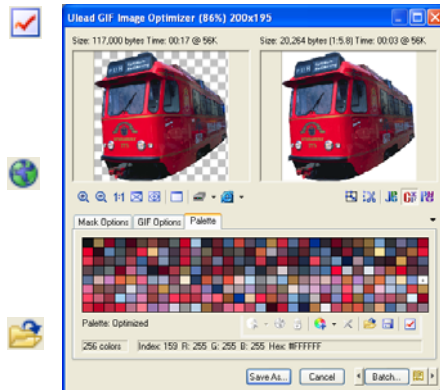 Ulead GIF Image Optimizer (86%) 200x195
Size: 117,000 bytes Time: 00:17 @ 56K
Size: 20,264 bytes (1:5.8) Time: 00:03 @ 56K
1:1
Mask Options GIF Options Palette
Palette: Optimized
256 colors Index: 159 R: 255 G: 255 B: 255 Hex: #FFFFFF
Save As... Cancel Batch...